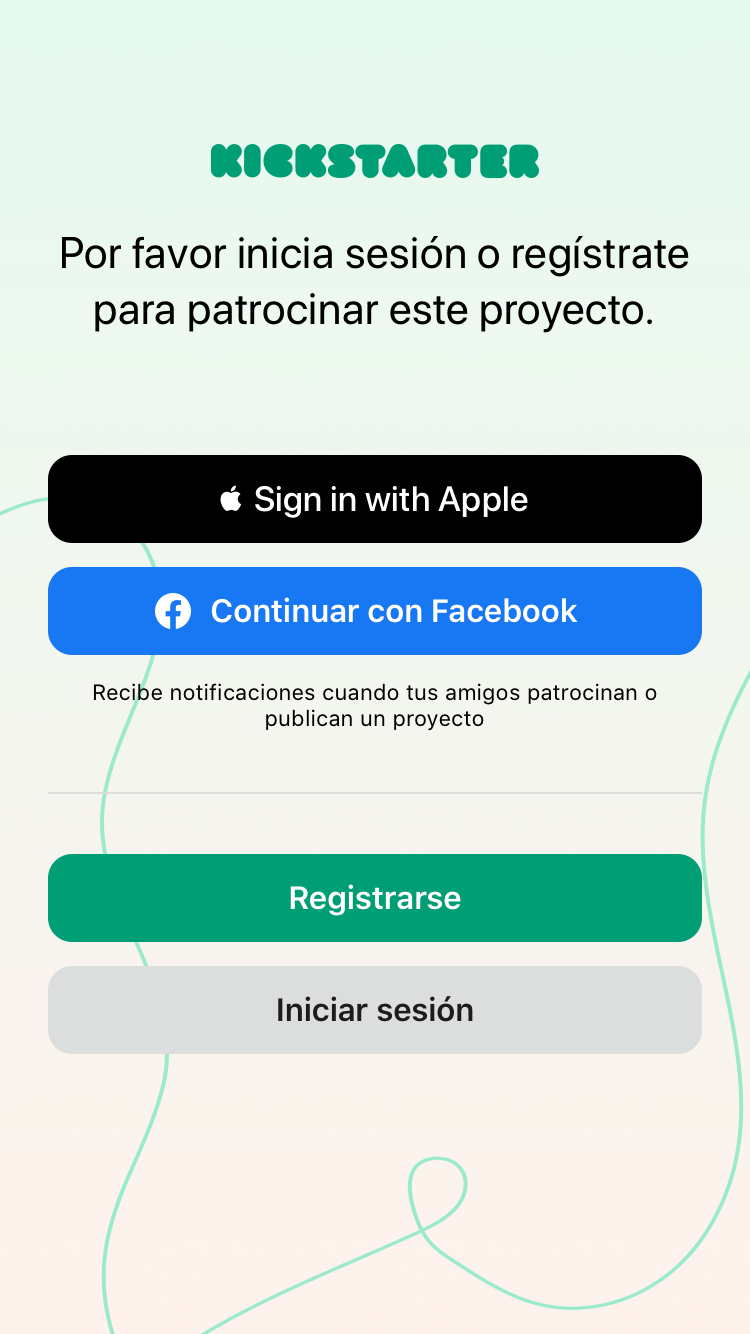 KICKSTARTER
Por favor inicia sesión o regístrate
para patrocinar este proyecto.
Sign in with Apple
Continuar con Facebook
Recibe notificaciones cuando tus amigos patrocinan o
publican un proyecto
Registrarse
Iniciar sesión